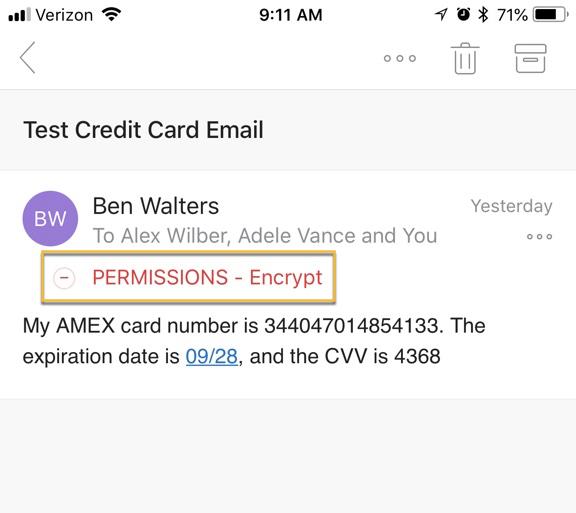 Verizon 9:11 AM 71%
Test Credit Card Email
BW Ben Walters Yesterday
To Alex Wilber, Adele Vance and You
PERMISSIONS - Encrypt
My AMEX card number is 344047014854133. The
expiration date is 09/28, and the CVV is 4368